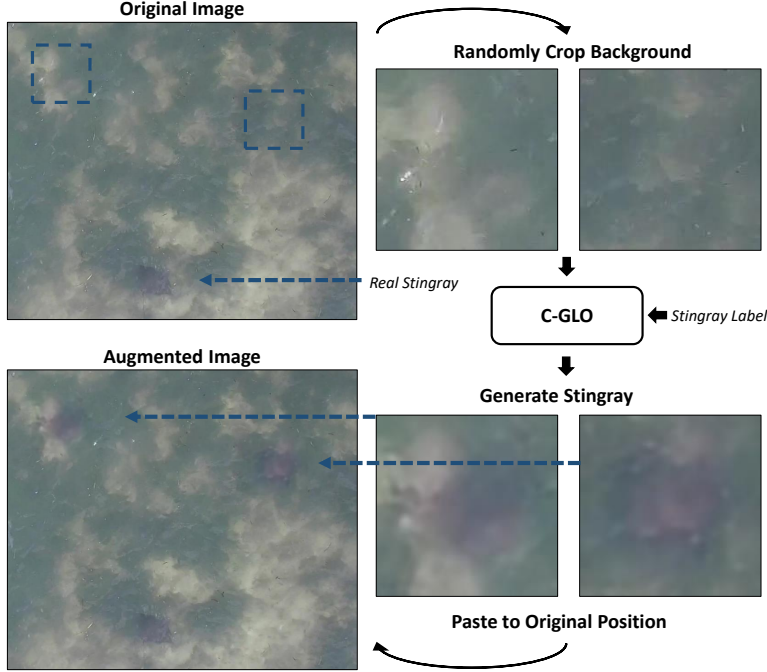 Original Image
Randomly Crop Background
Real Stingray
C-GLO
Stingray Label
Augmented Image
Generate Stingray
Paste to Original Position